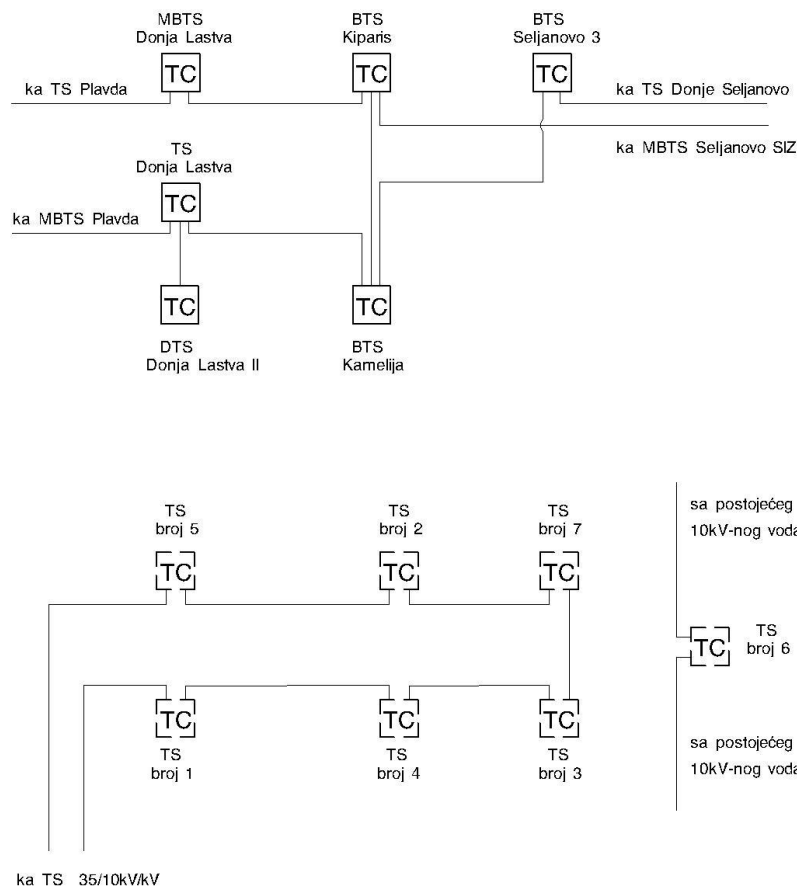 MBTS
Donja Lastva
BTS
Kiparis
BTS
Seljanovo 3
TC
TC
TC
ka TS Plavda
ka TS Donje Seljanovo
ka MBTS Seljanovo SIZ
TS
Donja Lastva
TC
ka MBTS Plavda
TC
TC
DTS
Donja Lastva II
BTS
Kamelija
TS
broj 5
TS
broj 2
TS
broj 7
sa postojećeg
10kV-nog voda
TC
TC
TC
TC
TS
broj 6
TC
TC
TC
TS
broj 1
TS
broj 4
TS
broj 3
sa postojećeg
10kV-nog voda
ka TS 35/10kV/kV